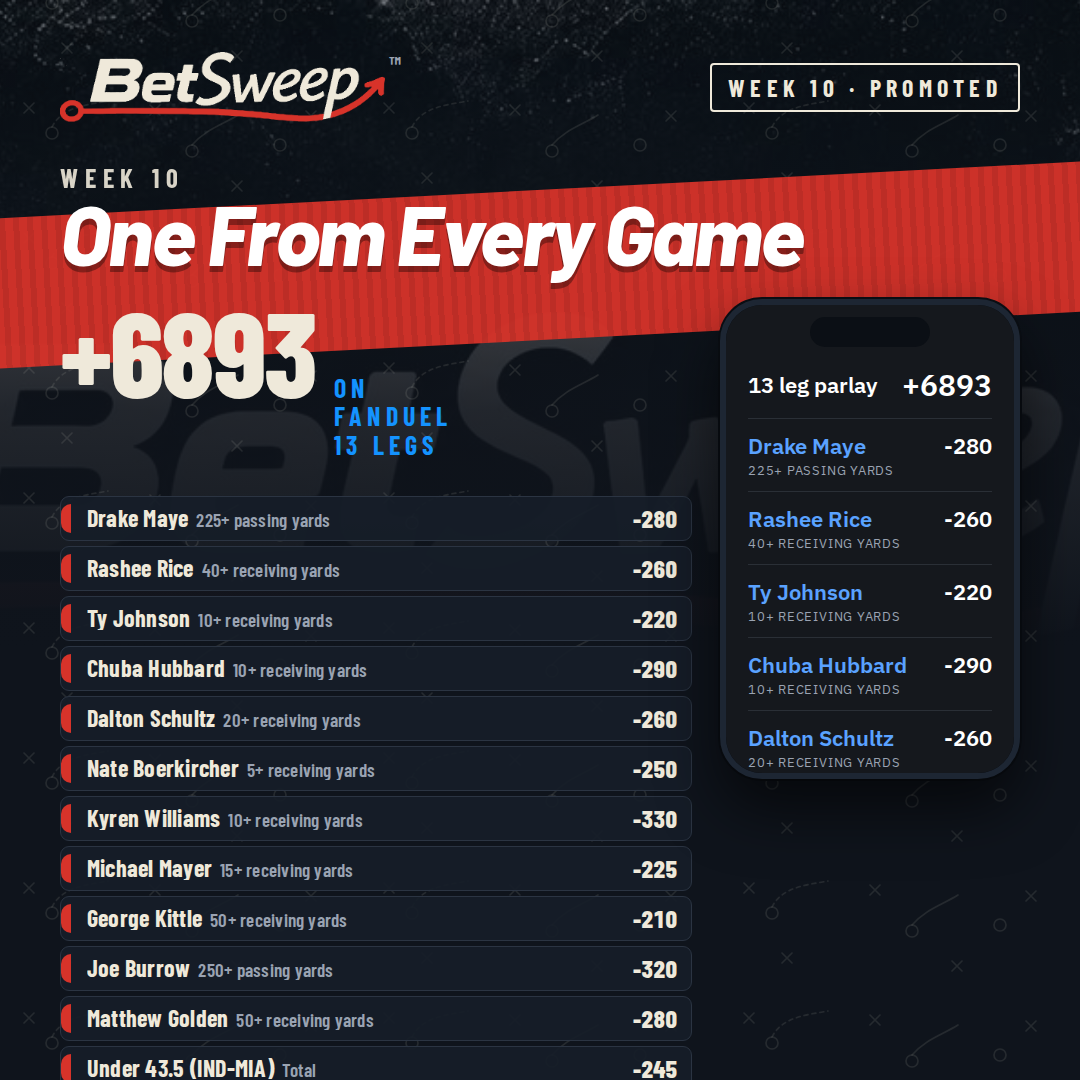 BetSweep™
WEEK 10 · PROMOTED
WEEK 10
One From Every Game
+6893
ON
FANDUEL
13 LEGS
Drake Maye 225+ passing yards -280
Rashee Rice 40+ receiving yards -260
Ty Johnson 10+ receiving yards -220
Chuba Hubbard 10+ receiving yards -290
Dalton Schultz 20+ receiving yards -260
Nate Boerkircher 5+ receiving yards -250
Kyren Williams 10+ receiving yards -330
Michael Mayer 15+ receiving yards -225
George Kittle 50+ receiving yards -210
Joe Burrow 250+ passing yards -320
Matthew Golden 50+ receiving yards -280
Under 43.5 (IND-MIA) Total -245
13 leg parlay +6893
Drake Maye -280
225+ PASSING YARDS
Rashee Rice -260
40+ RECEIVING YARDS
Ty Johnson -220
10+ RECEIVING YARDS
Chuba Hubbard -290
10+ RECEIVING YARDS
Dalton Schultz -260
20+ RECEIVING YARDS